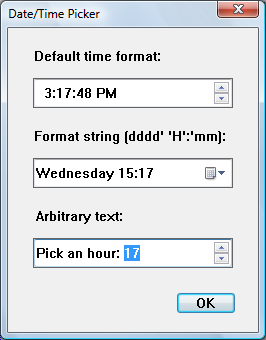 Date/Time Picker
Default time format:
3:17:48 PM
Format string (dddd' 'H':'mm):
Wednesday 15:17
Arbitrary text:
Pick an hour: 17
OK